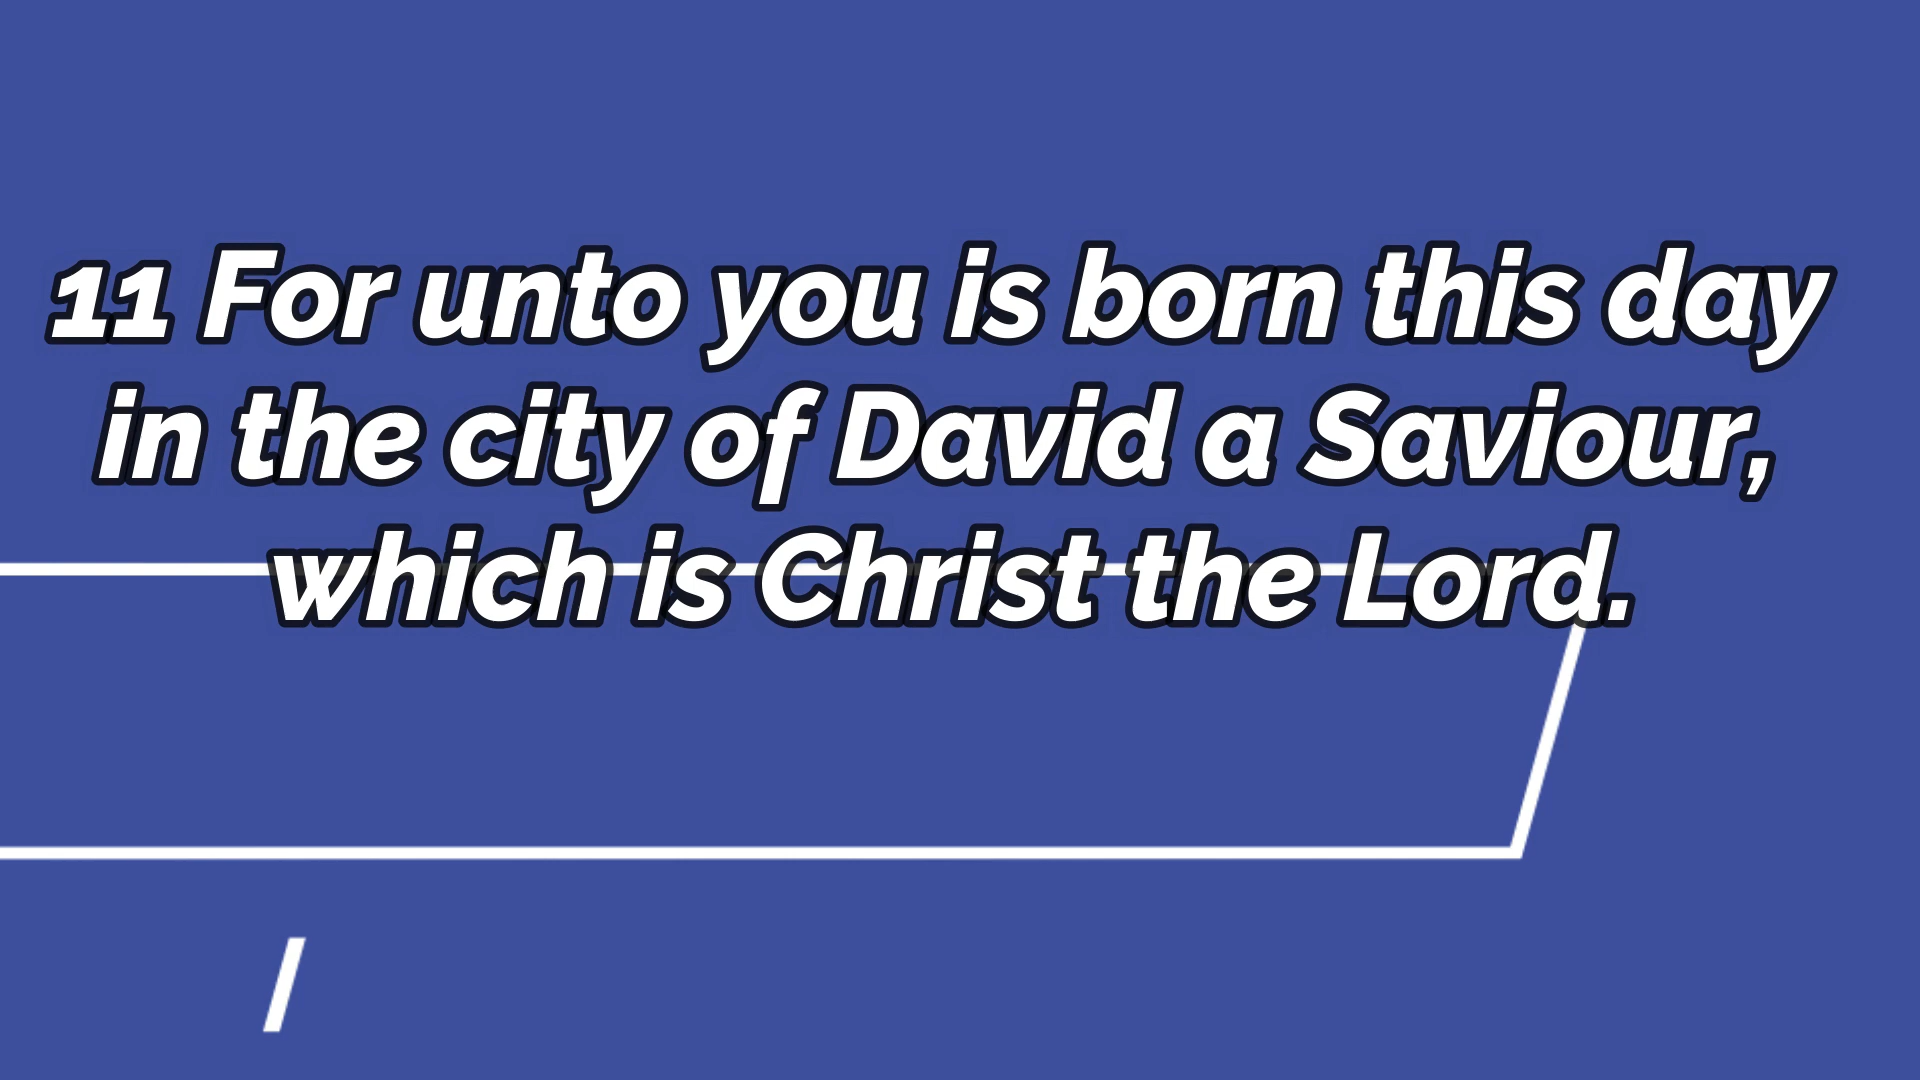 11 For unto you is born this day
in the city of David a Saviour,
which is Christ the Lord.